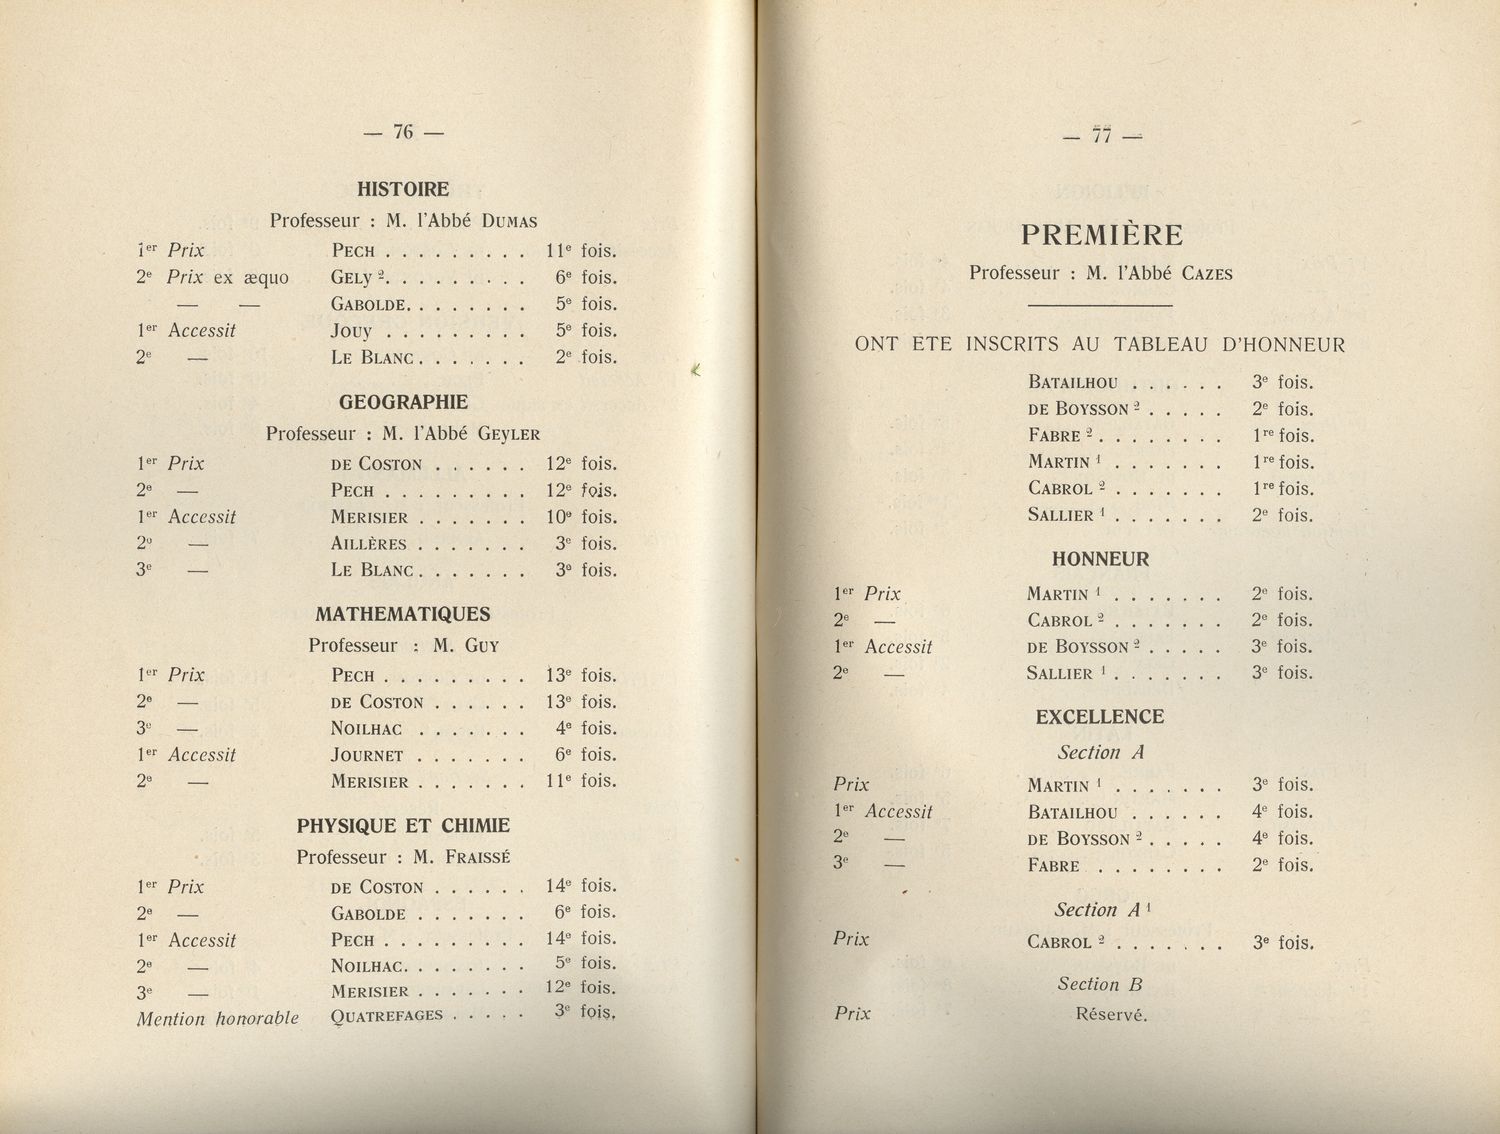 — 76 —
HISTOIRE
Professeur : M. l'Abbé DUMAS
1er Prix PECH . . . . . . . . . 11e fois.
2e Prix ex æquo GELY 2. . . . . . . . . 6e fois.
— — GABOLDE. . . . . . . . 5e fois.
1er Accessit JOUY . . . . . . . . . 5e fois.
2e — LE BLANC . . . . . . . 2e fois.
GEOGRAPHIE
Professeur : M. l'Abbé GEYLER
1er Prix DE COSTON . . . . . . 12e fois.
2e — PECH . . . . . . . . . 12e fois.
1er Accessit MERISIER . . . . . . . 10e fois.
2e — AILLÈRES . . . . . . . 3e fois.
3e — LE BLANC . . . . . . . 3e fois.
MATHEMATIQUES
Professeur : M. GUY
1er Prix PECH . . . . . . . . . 13e fois.
2e — DE COSTON . . . . . . 13e fois.
3e — NOILHAC . . . . . . . 4e fois.
1er Accessit JOURNET . . . . . . . 6e fois.
2e — MERISIER . . . . . . . 11e fois.
PHYSIQUE ET CHIMIE
Professeur : M. FRAISSÉ
1er Prix DE COSTON . . . . . . 14e fois.
2e — GABOLDE . . . . . . . 6e fois.
1er Accessit PECH . . . . . . . . . 14e fois.
2e — NOILHAC. . . . . . . . 5e fois.
3e — MERISIER . . . . . . . 12e fois.
Mention honorable QUATREFAGES . . . . . 3e fois.
— 77 —
PREMIÈRE
Professeur : M. l'Abbé CAZES
ONT ETE INSCRITS AU TABLEAU D'HONNEUR
BATAILHOU . . . . . . 3e fois.
DE BOYSSON 2 . . . . . 2e fois.
FABRE 2 . . . . . . . . 1re fois.
MARTIN 1 . . . . . . . 1re fois.
CABROL 2 . . . . . . . 1re fois.
SALLIER 1 . . . . . . . 2e fois.
HONNEUR
1er Prix MARTIN 1 . . . . . . . 2e fois.
2e — CABROL 2 . . . . . . . 2e fois.
1er Accessit DE BOYSSON 2 . . . . . 3e fois.
2e — SALLIER 1 . . . . . . . 3e fois.
EXCELLENCE
Section A
Prix MARTIN 1 . . . . . . . 3e fois.
1er Accessit BATAILHOU . . . . . . 4e fois.
2e — DE BOYSSON 2 . . . . . 4e fois.
3e — FABRE . . . . . . . . 2e fois.
Section A 1
Prix CABROL 2 . . . . . . . 3e fois.
Section B
Prix Réservé.